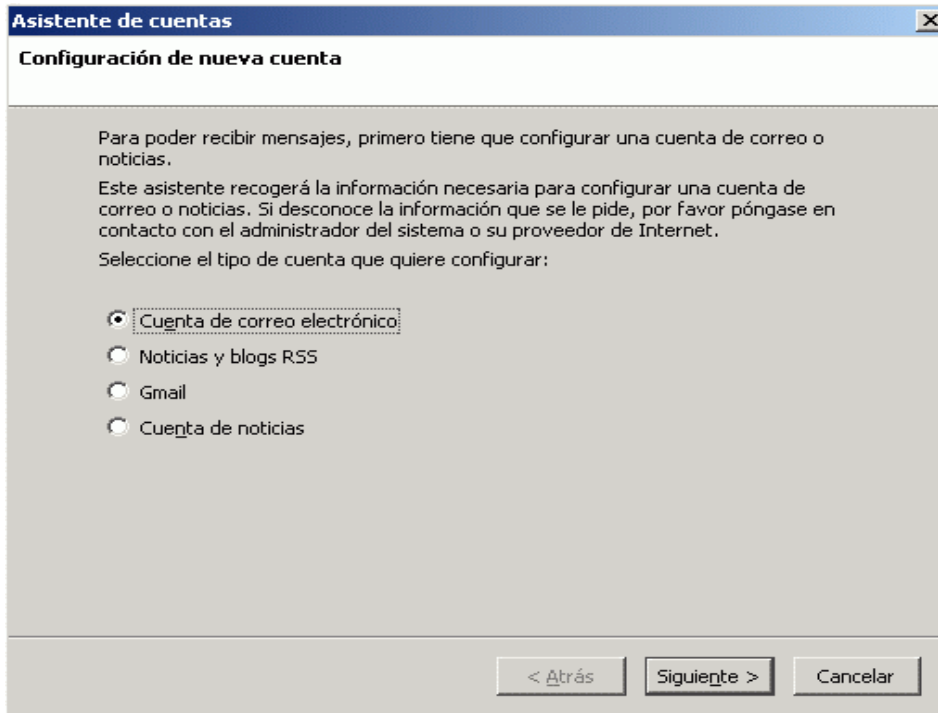 Asistente de cuentas
Configuración de nueva cuenta
Para poder recibir mensajes, primero tiene que configurar una cuenta de correo o
noticias.
Este asistente recogerá la información necesaria para configurar una cuenta de
correo o noticias. Si desconoce la información que se le pide, por favor póngase en
contacto con el administrador del sistema o su proveedor de Internet.
Seleccione el tipo de cuenta que quiere configurar:
Cuenta de correo electrónico
Noticias y blogs RSS
Gmail
Cuenta de noticias
< Atrás Siguiente > Cancelar